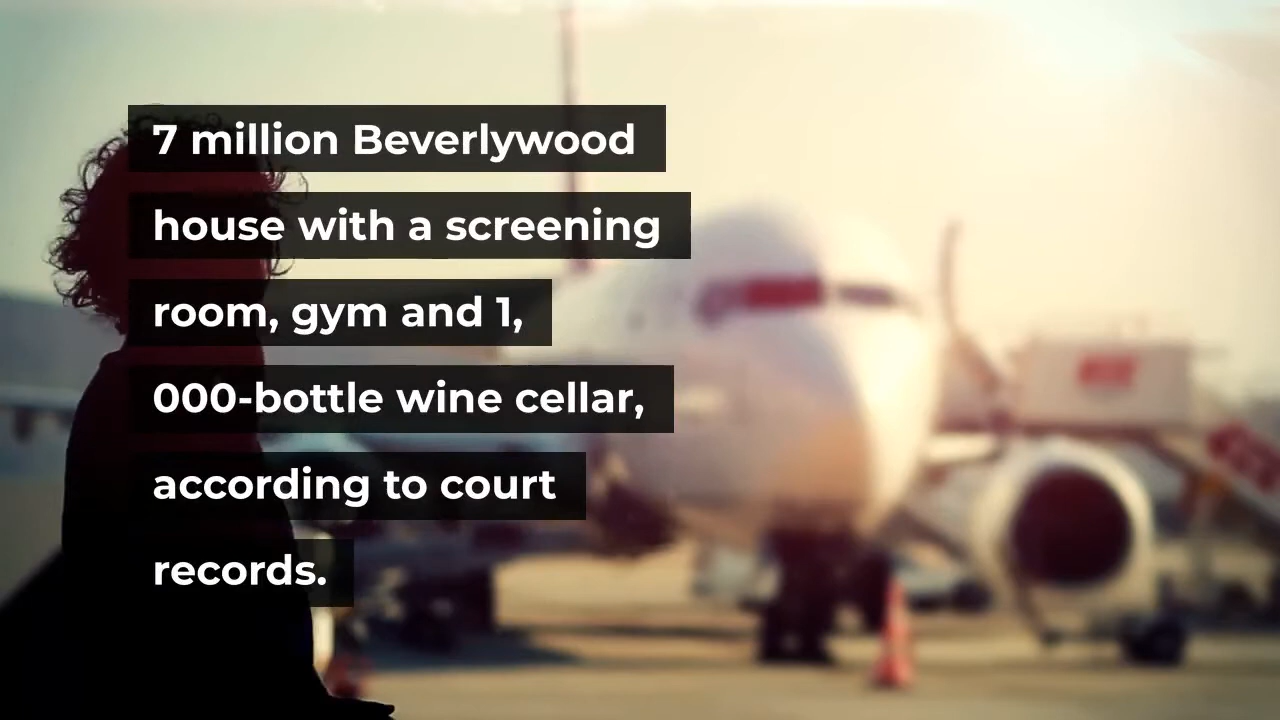 7 million Beverlywood
house with a screening
room, gym and 1,
000-bottle wine cellar,
according to court
records.